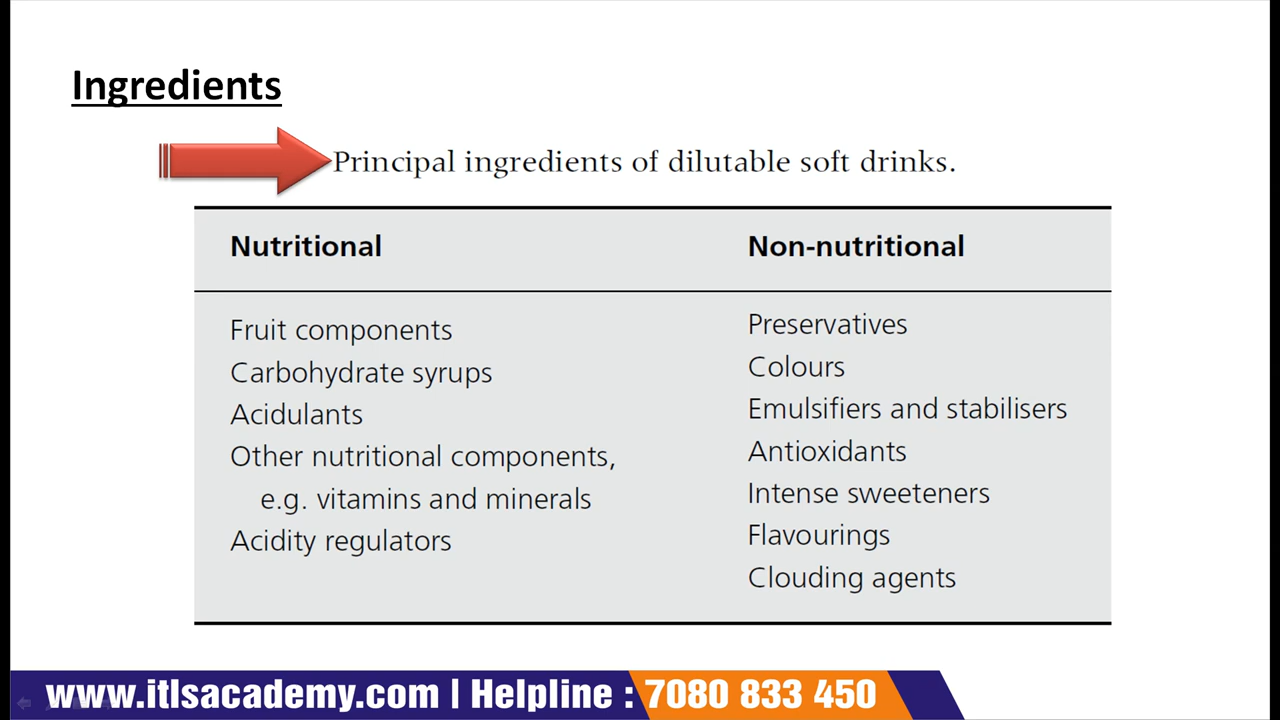 Ingredients
Principal ingredients of dilutable soft drinks.
Nutritional
Non-nutritional
Fruit components
Carbohydrate syrups
Acidulants
Other nutritional components,
e.g. vitamins and minerals
Acidity regulators
Preservatives
Colours
Emulsifiers and stabilisers
Antioxidants
Intense sweeteners
Flavourings
Clouding agents
www.itlsacademy.com | Helpline : 7080 833 450